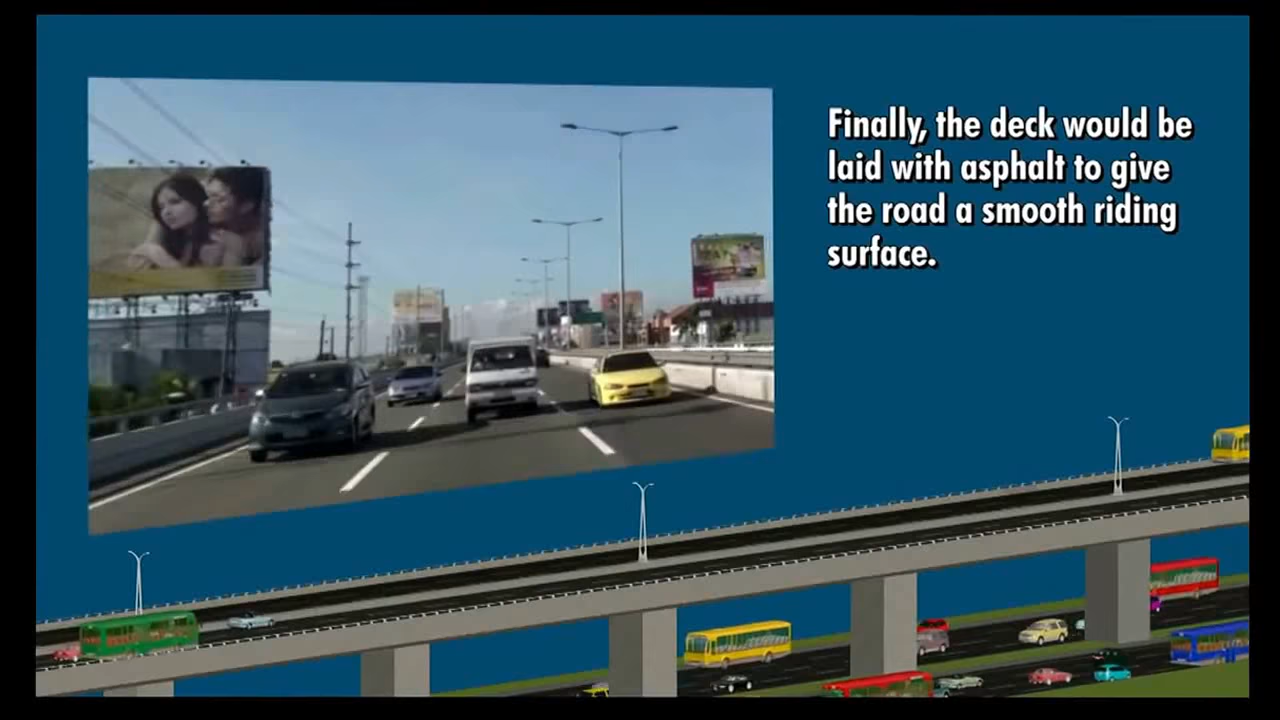 Finally, the deck would be
laid with asphalt to give
the road a smooth riding
surface.